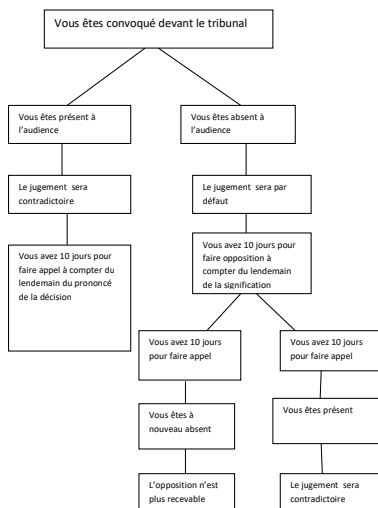 Vous êtes convoqué devant le tribunal
Vous êtes présent à
l'audience
Vous êtes absent à
l'audience
Le jugement sera
contradictoire
Le jugement sera par
défaut
Vous avez 10 jours pour
faire appel à compter du
lendemain du prononcé
de la décision
Vous avez 10 jours pour
faire opposition à
compter du lendemain
de la signification
Vous avez 10 jours
pour faire appel
Vous avez 10 jours
pour faire appel
Vous êtes à
nouveau absent
Vous êtes présent
L'opposition n'est
plus recevable
Le jugement sera
contradictoire